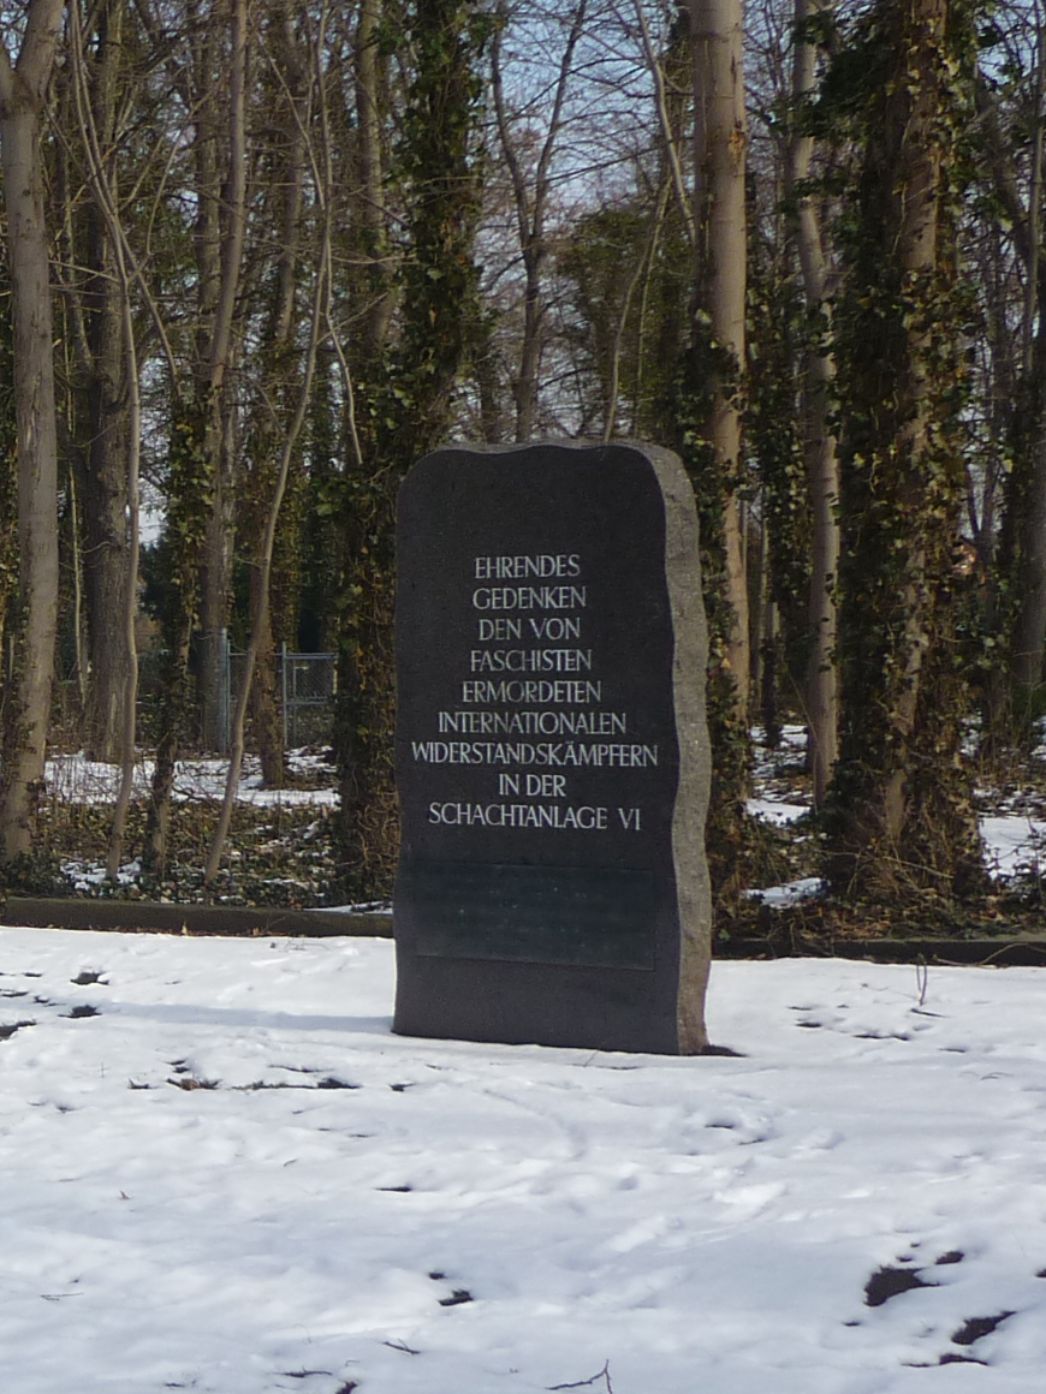 EHRENDES
GEDENKEN
DEN VON
FASCHISTEN
ERMORDETEN
INTERNATIONALEN
WIDERSTANDSKÄMPFERN
IN DER
SCHACHTANLAGE VI